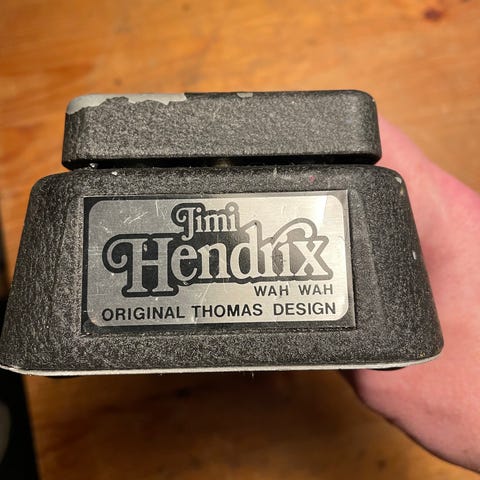 Jimi
Hendrix
WAH WAH
ORIGINAL THOMAS DESIGN